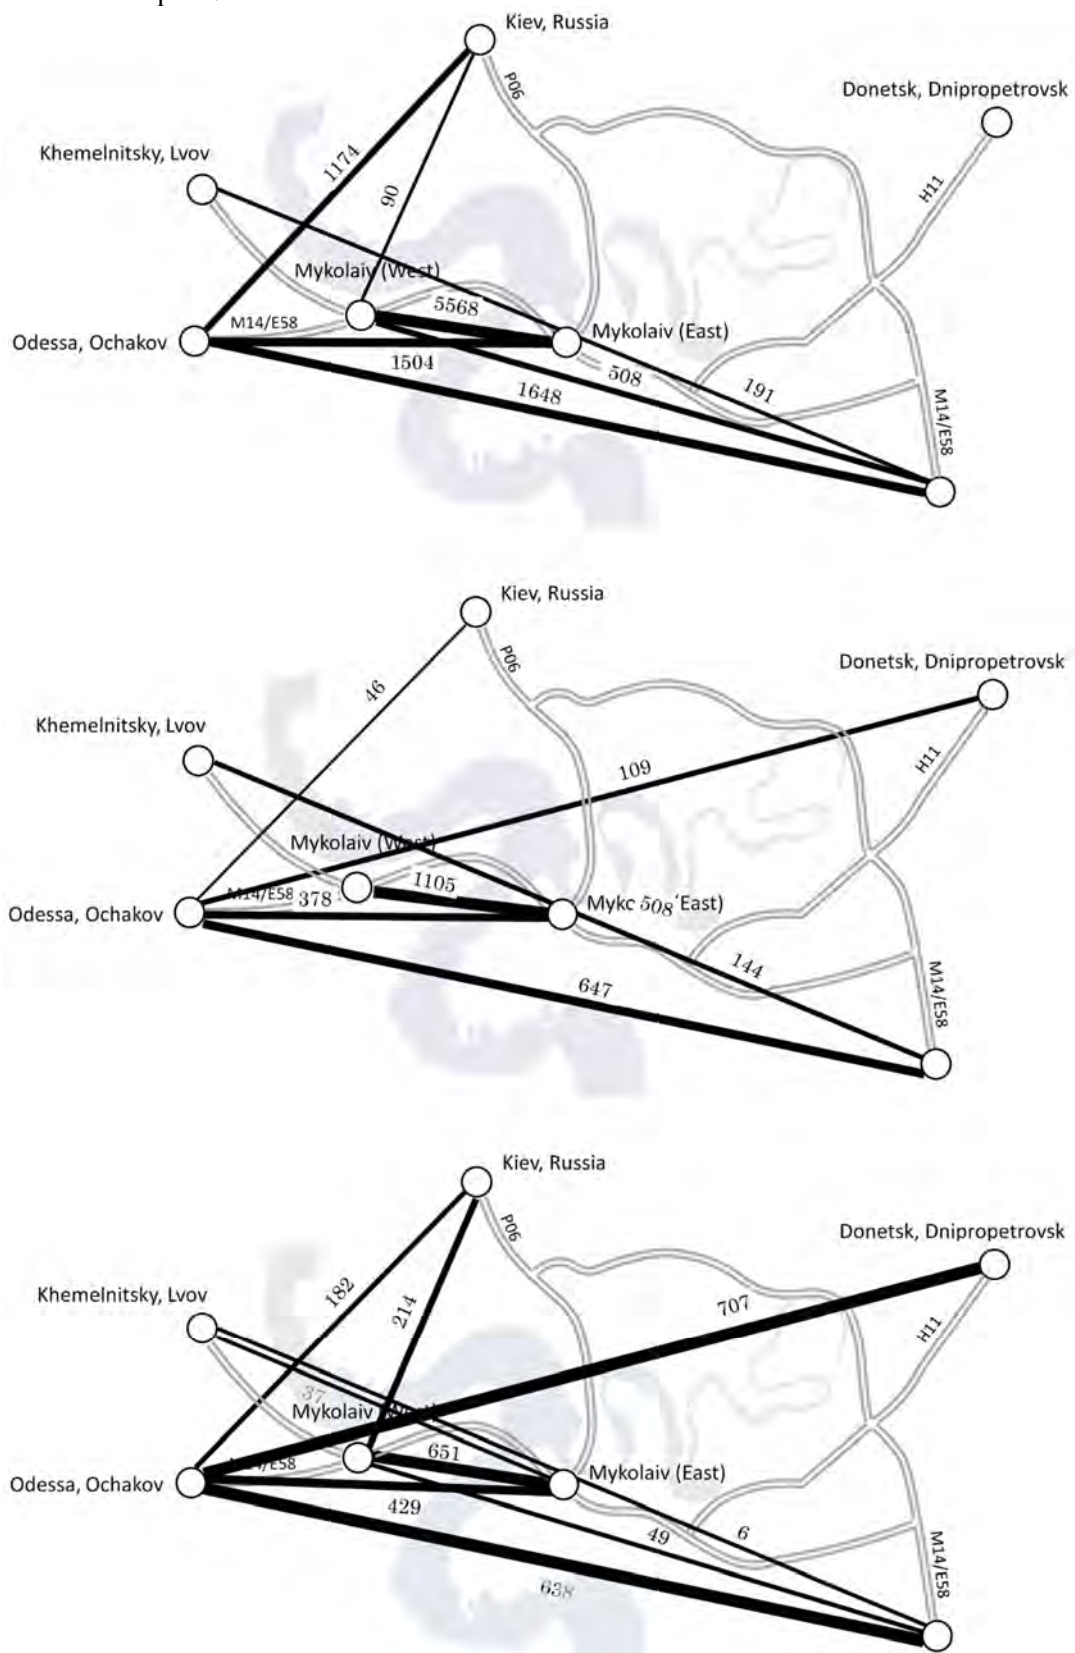 Kiev, Russia
P06
Donetsk, Dnipropetrovsk
Khemelnitsky, Lvov
1174
90
H11
Mykolaiv (West)
5568
M14/E58
Mykolaiv (East)
Odessa, Ochakov
1504
508
191
1648
M14/E58
Kiev, Russia
P06
Donetsk, Dnipropetrovsk
46
Khemelnitsky, Lvov
109
H11
Mykolaiv (West)
1105
M14/E58 378
Odessa, Ochakov
Mykc 508 East)
144
647
M14/E58
Kiev, Russia
P06
Donetsk, Dnipropetrovsk
182
214
707
Khemelnitsky, Lvov
H11
37
Mykolaiv
651
Mykolaiv (East)
Odessa, Ochakov
429
49
6
638
M14/E58